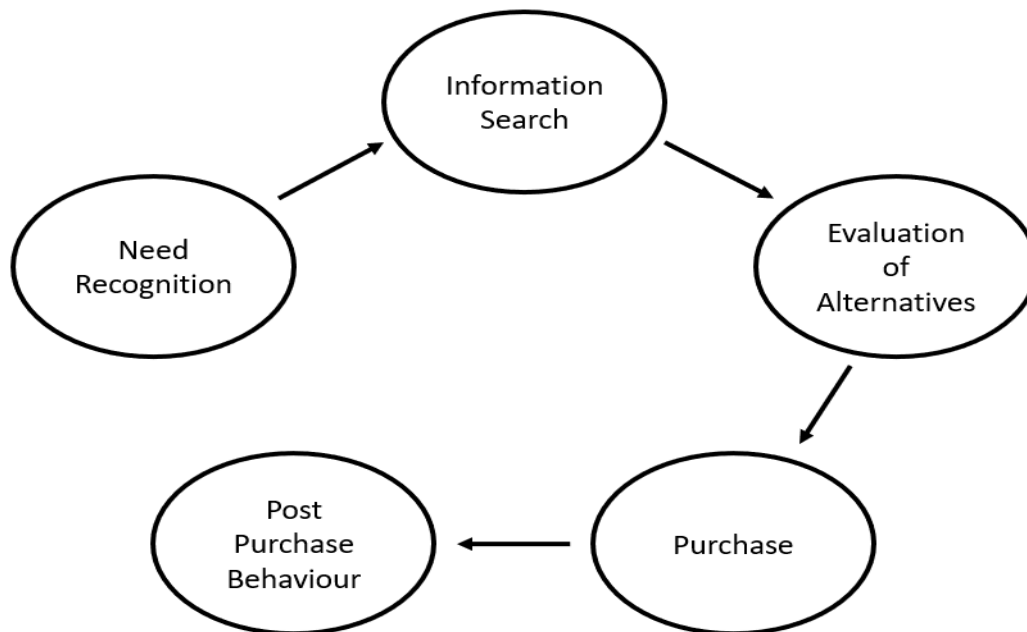 Information
Search
Need
Recognition
Evaluation
of
Alternatives
Purchase
Post
Purchase
Behaviour